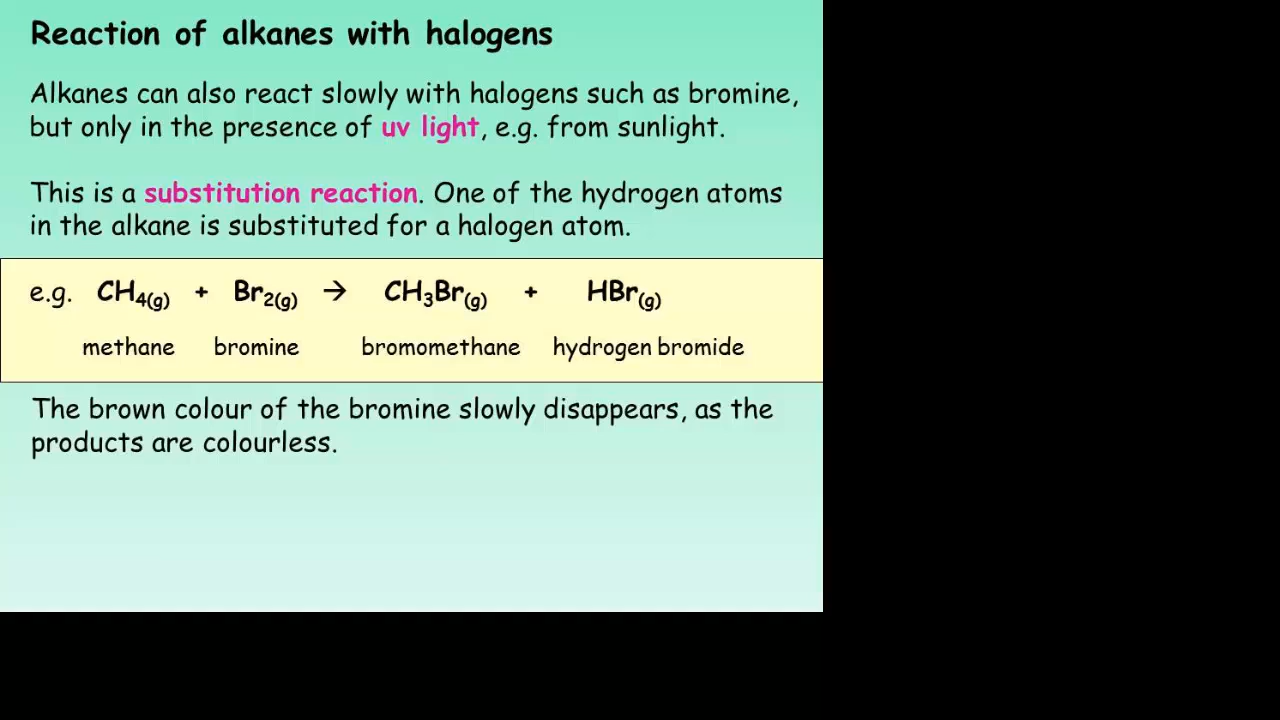 Reaction of alkanes with halogens
Alkanes can also react slowly with halogens such as bromine,
but only in the presence of uv light, e.g. from sunlight.
This is a substitution reaction. One of the hydrogen atoms
in the alkane is substituted for a halogen atom.
e.g. CH₄(g) + Br₂(g) → CH₃Br(g) + HBr(g)
methane bromine bromomethane hydrogen bromide
The brown colour of the bromine slowly disappears, as the
products are colourless.